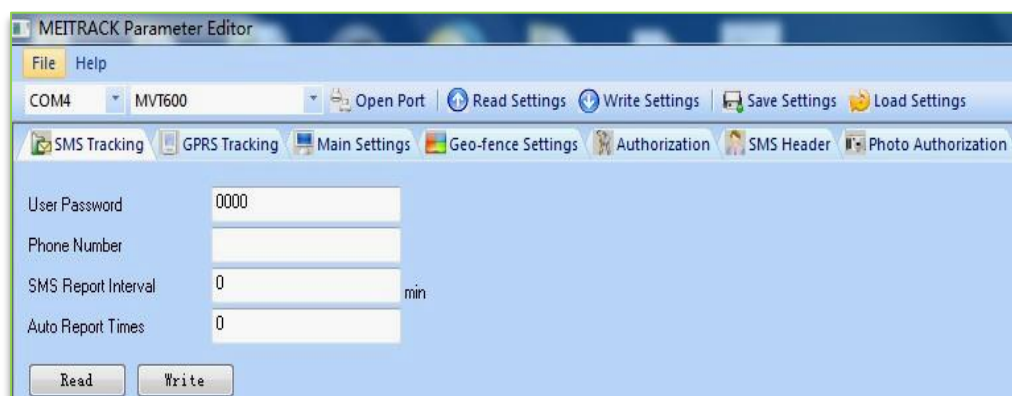 MEITRACK Parameter Editor
File Help
COM4 MVT600 Open Port Read Settings Write Settings Save Settings Load Settings
SMS Tracking GPRS Tracking Main Settings Geo-fence Settings Authorization SMS Header Photo Authorization
User Password 0000
Phone Number
SMS Report Interval 0 min
Auto Report Times 0
Read Write